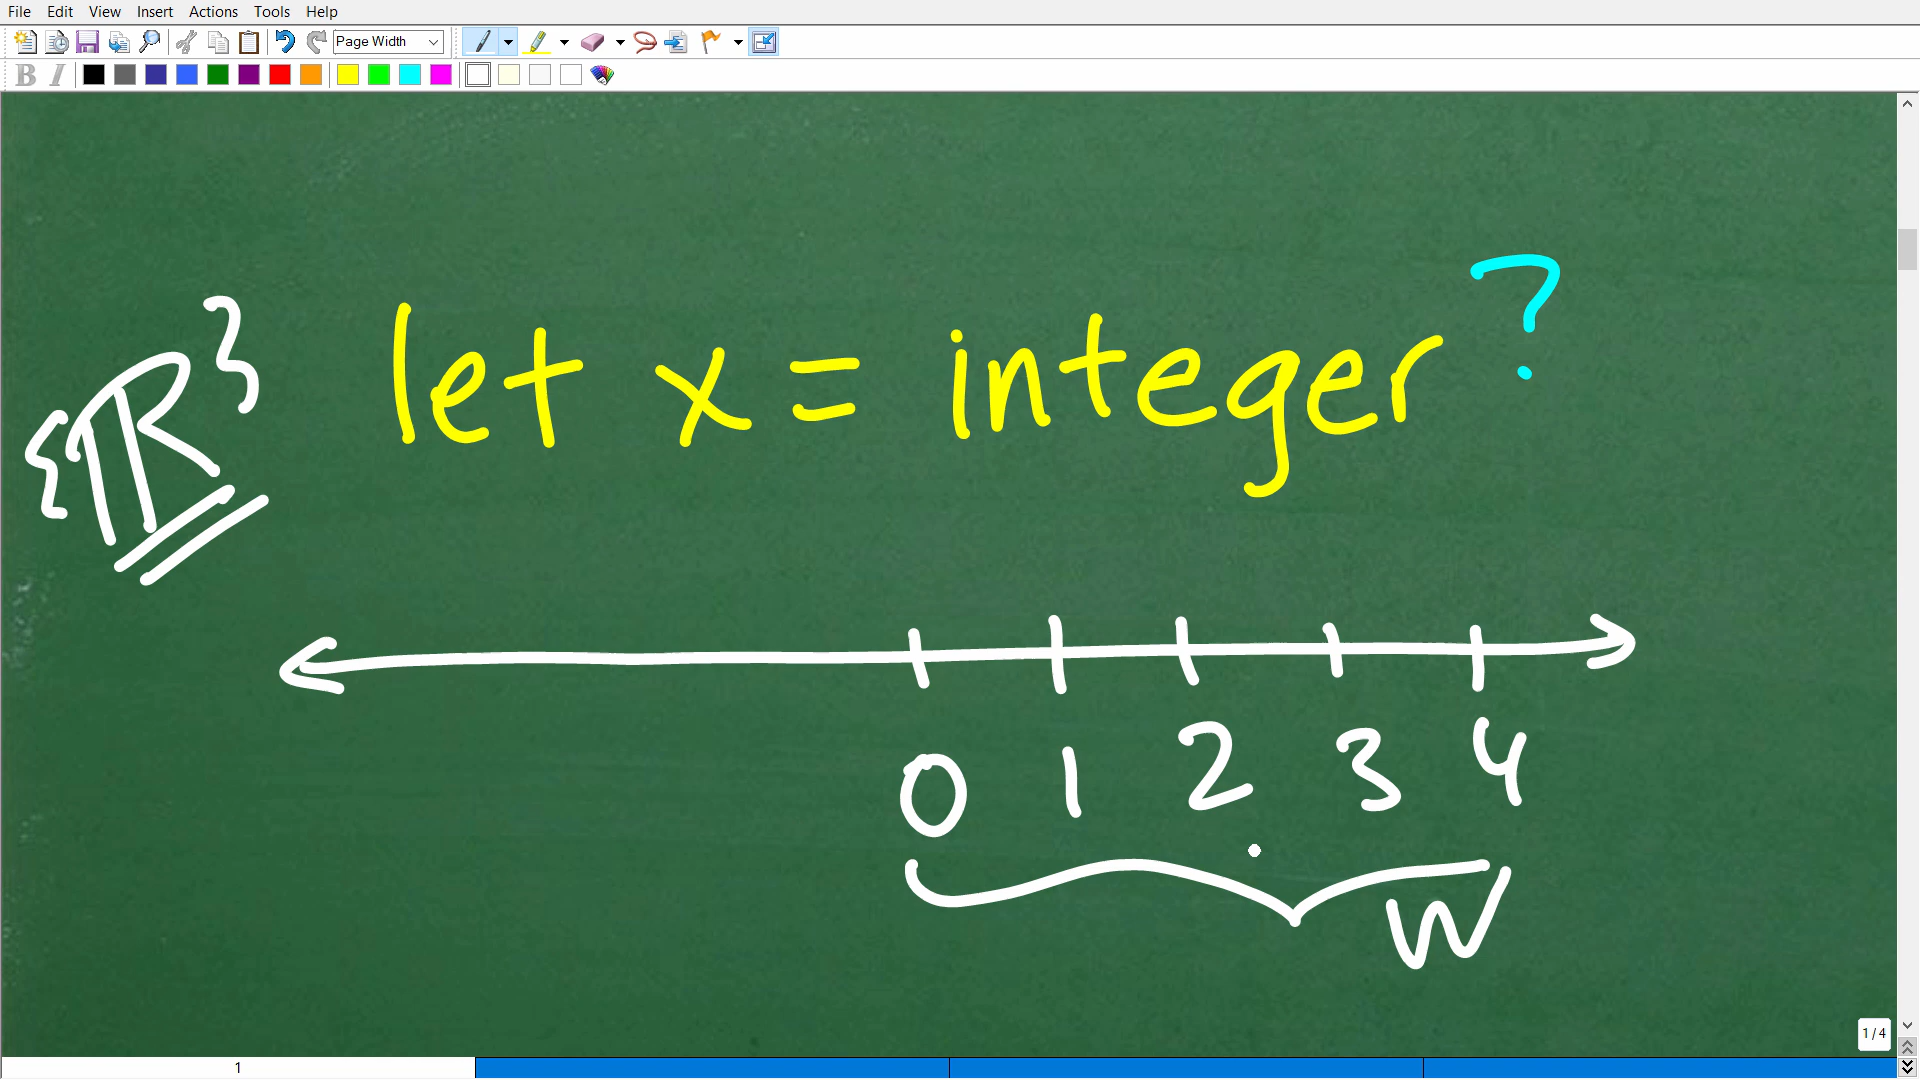 File Edit View Insert Actions Tools Help
Page Width
B I
let x = integer ?
{ℝ}
0 1 2 3 4
W
1 / 4
1